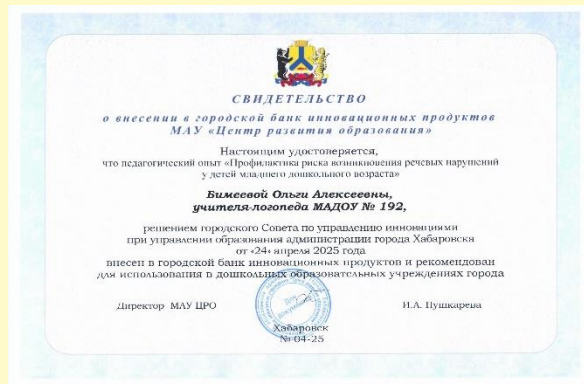 СВИДЕТЕЛЬСТВО
о внесении в городской банк инновационных продуктов
МАУ «Центр развития образования»
Настоящим удостоверяется,
что педагогический опыт «Профилактика риска возникновения речевых нарушений
у детей младшего дошкольного возраста»
Бимеевой Ольги Алексеевны,
учителя-логопеда МАДОУ № 192,
решением городского Совета по управлению инновациями
при управлении образования администрации города Хабаровска
от «24» апреля 2025 года
внесен в городской банк инновационных продуктов и рекомендован
для использования в дошкольных образовательных учреждениях города
Директор МАУ ЦРО
И.А. Пушкарева
Для
документов
Хабаровск
№ 04-25